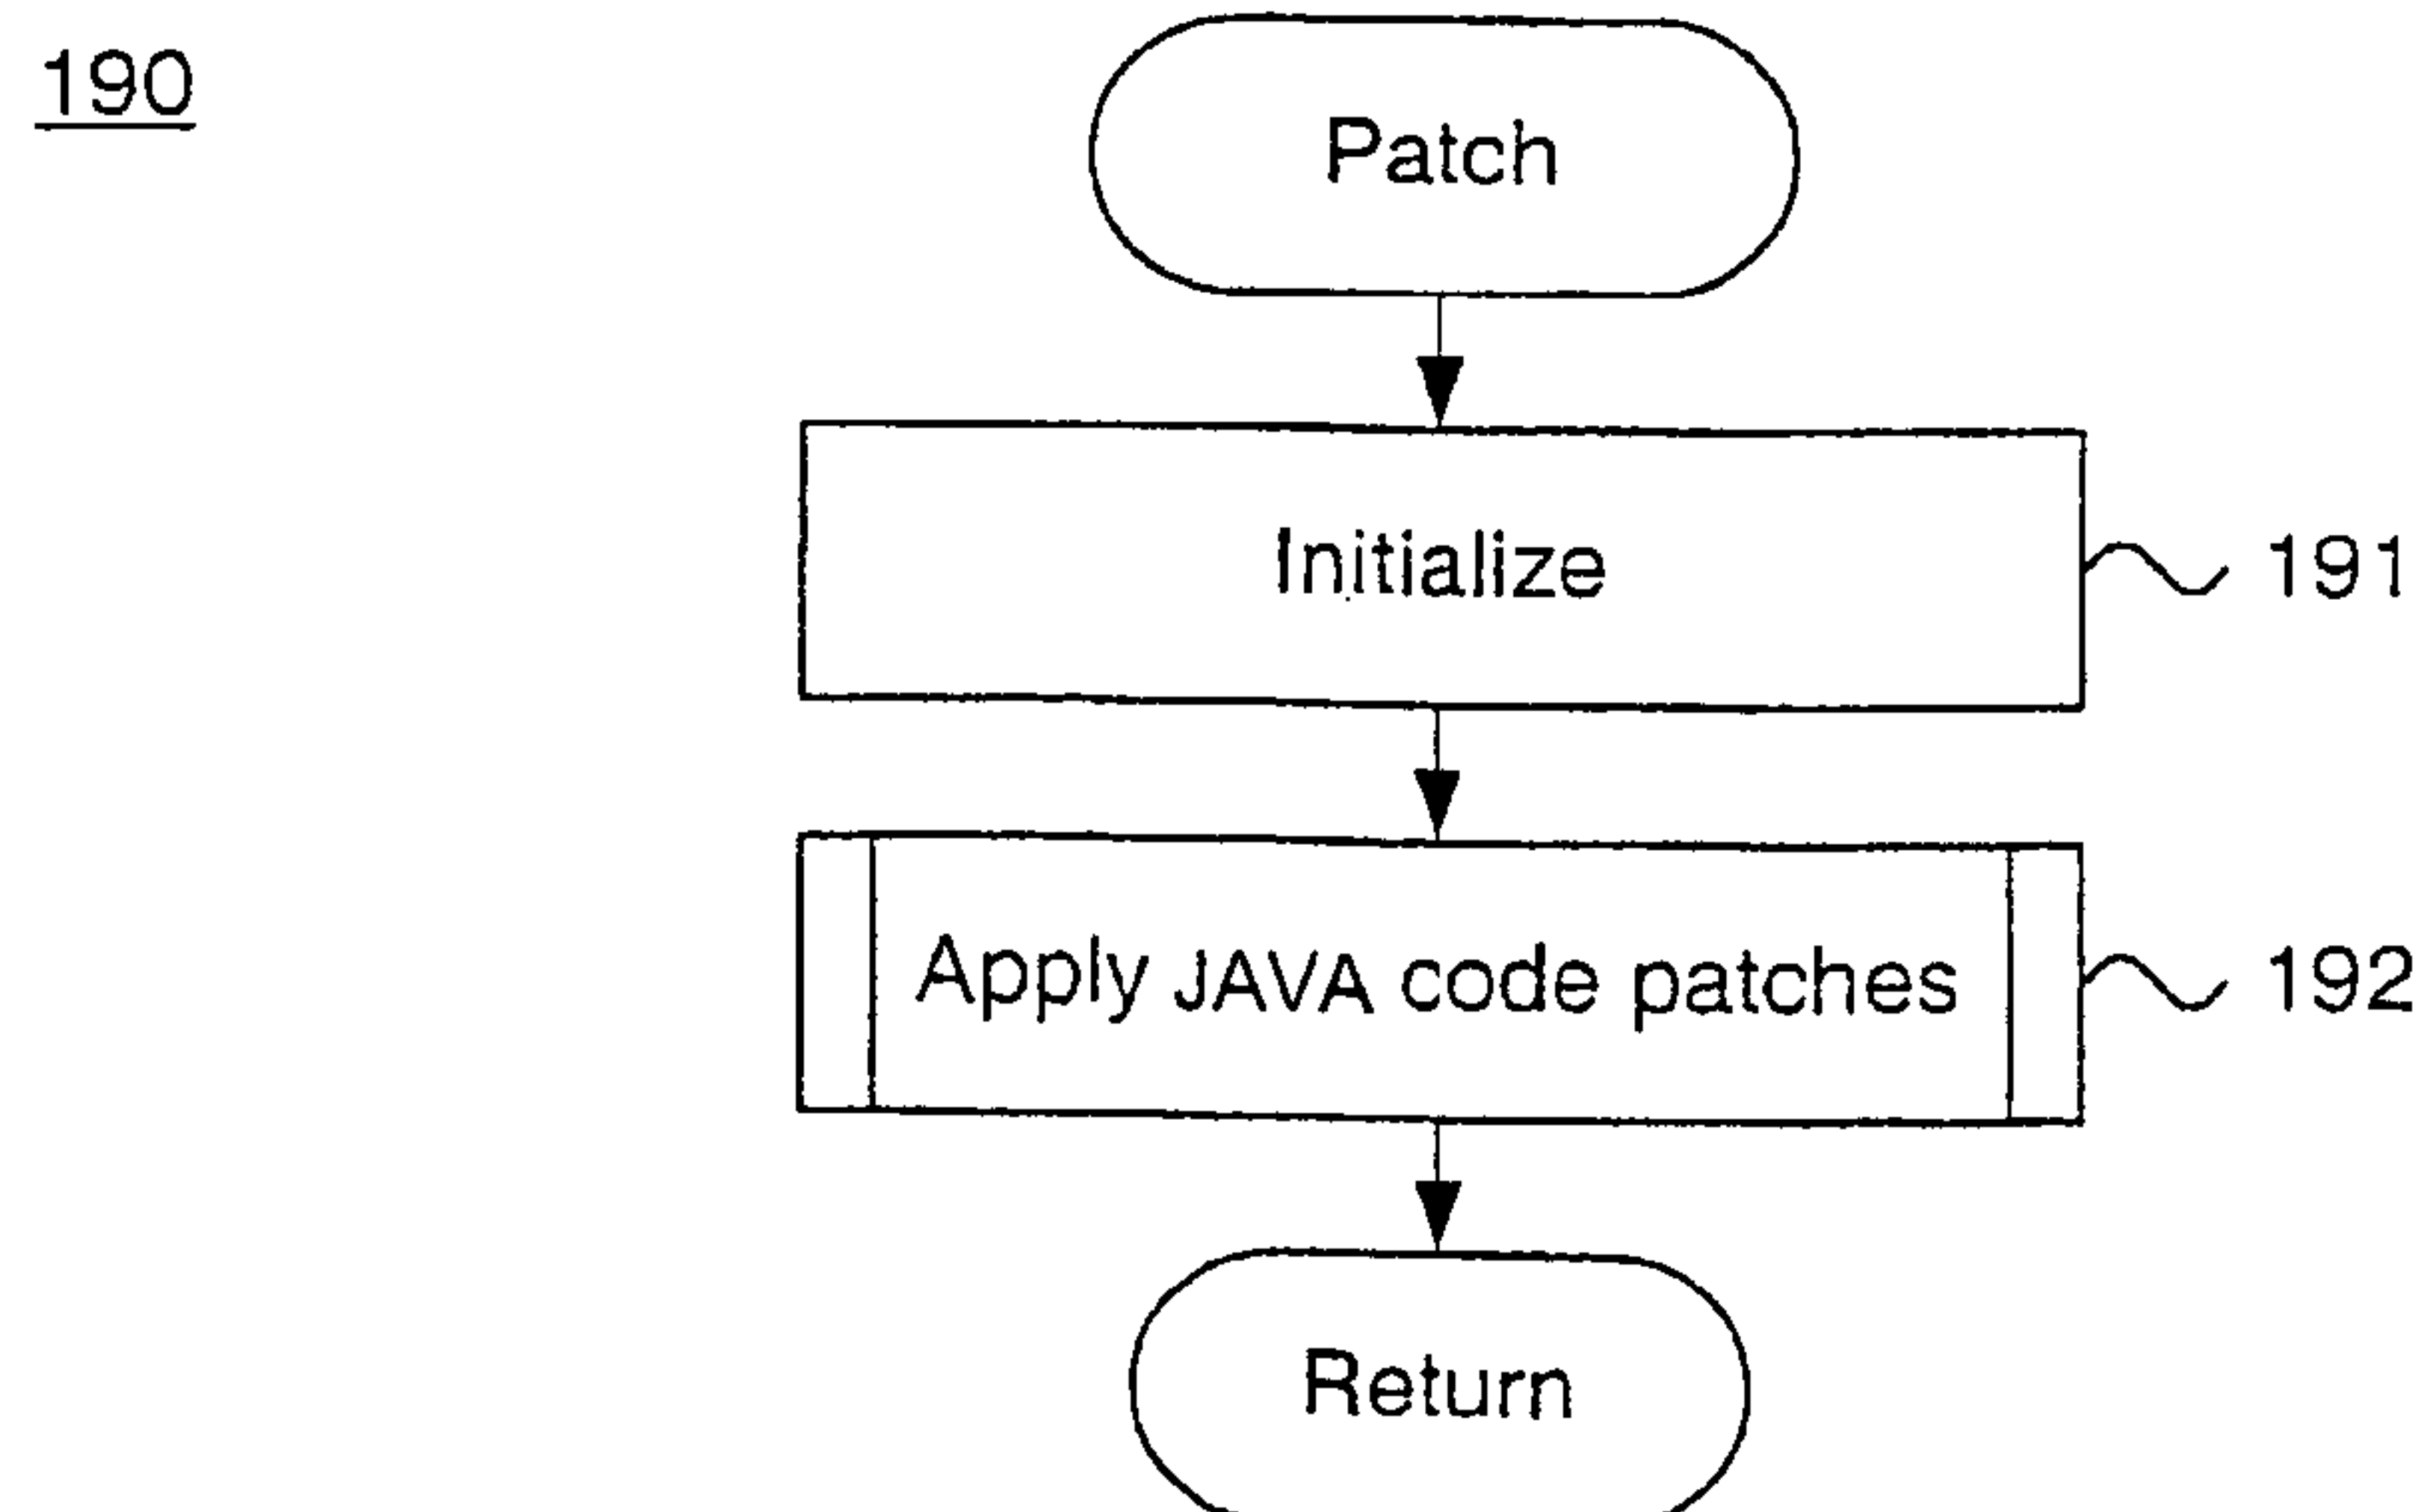 190
Patch
Initialize
191
Apply JAVA code patches
192
Return